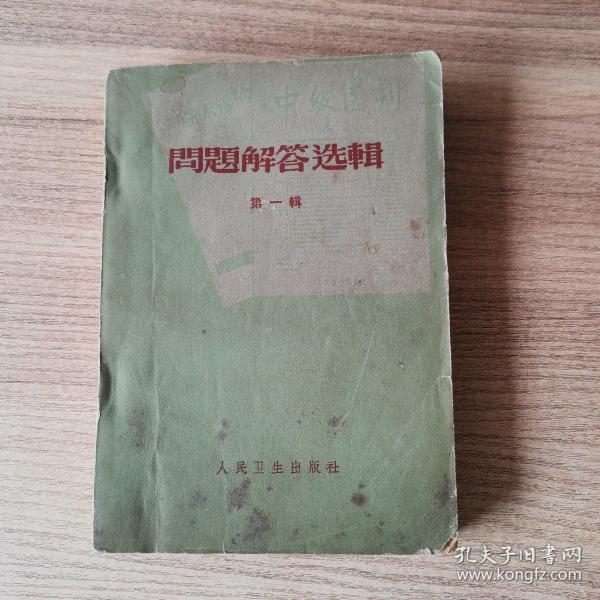 中级医刊
問題解答选輯
第一輯
人民卫生出版社
孔夫子旧书网
www.kongfz.com